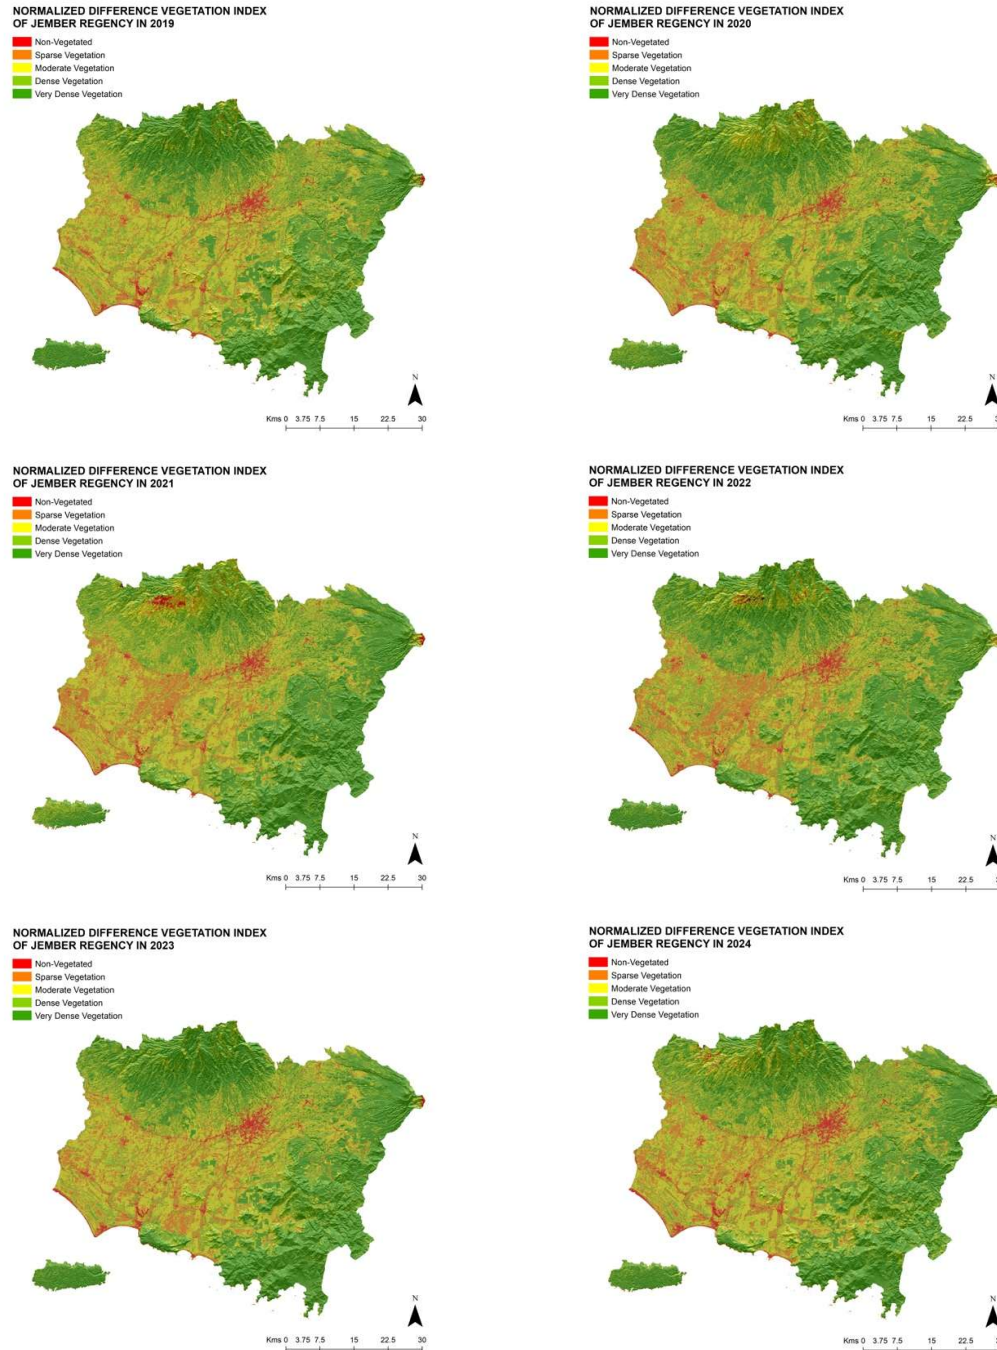 NORMALIZED DIFFERENCE VEGETATION INDEX
OF JEMBER REGENCY IN 2019
Non-Vegetated
Sparse Vegetation
Moderate Vegetation
Dense Vegetation
Very Dense Vegetation
N
Kms 0 3.75 7.5 15 22.5 30
NORMALIZED DIFFERENCE VEGETATION INDEX
OF JEMBER REGENCY IN 2020
Non-Vegetated
Sparse Vegetation
Moderate Vegetation
Dense Vegetation
Very Dense Vegetation
N
Kms 0 3.75 7.5 15 22.5
NORMALIZED DIFFERENCE VEGETATION INDEX
OF JEMBER REGENCY IN 2021
Non-Vegetated
Sparse Vegetation
Moderate Vegetation
Dense Vegetation
Very Dense Vegetation
N
Kms 0 3.75 7.5 15 22.5 30
NORMALIZED DIFFERENCE VEGETATION INDEX
OF JEMBER REGENCY IN 2022
Non-Vegetated
Sparse Vegetation
Moderate Vegetation
Dense Vegetation
Very Dense Vegetation
N
Kms 0 3.75 7.5 15 22.5
NORMALIZED DIFFERENCE VEGETATION INDEX
OF JEMBER REGENCY IN 2023
Non-Vegetated
Sparse Vegetation
Moderate Vegetation
Dense Vegetation
Very Dense Vegetation
N
Kms 0 3.75 7.5 15 22.5 30
NORMALIZED DIFFERENCE VEGETATION INDEX
OF JEMBER REGENCY IN 2024
Non-Vegetated
Sparse Vegetation
Moderate Vegetation
Dense Vegetation
Very Dense Vegetation
N
Kms 0 3.75 7.5 15 22.5